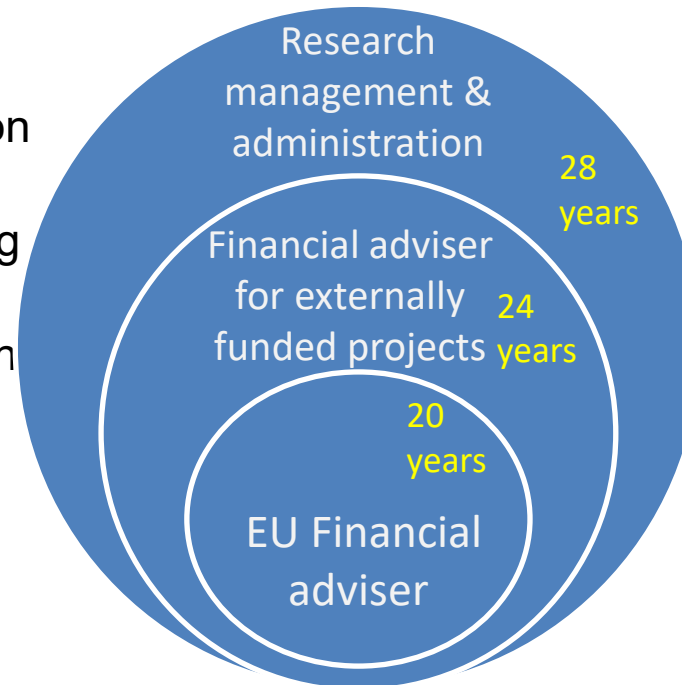 Research
management &
administration
28
years
Financial adviser
for externally
funded projects
24
years
20
years
EU Financial
adviser